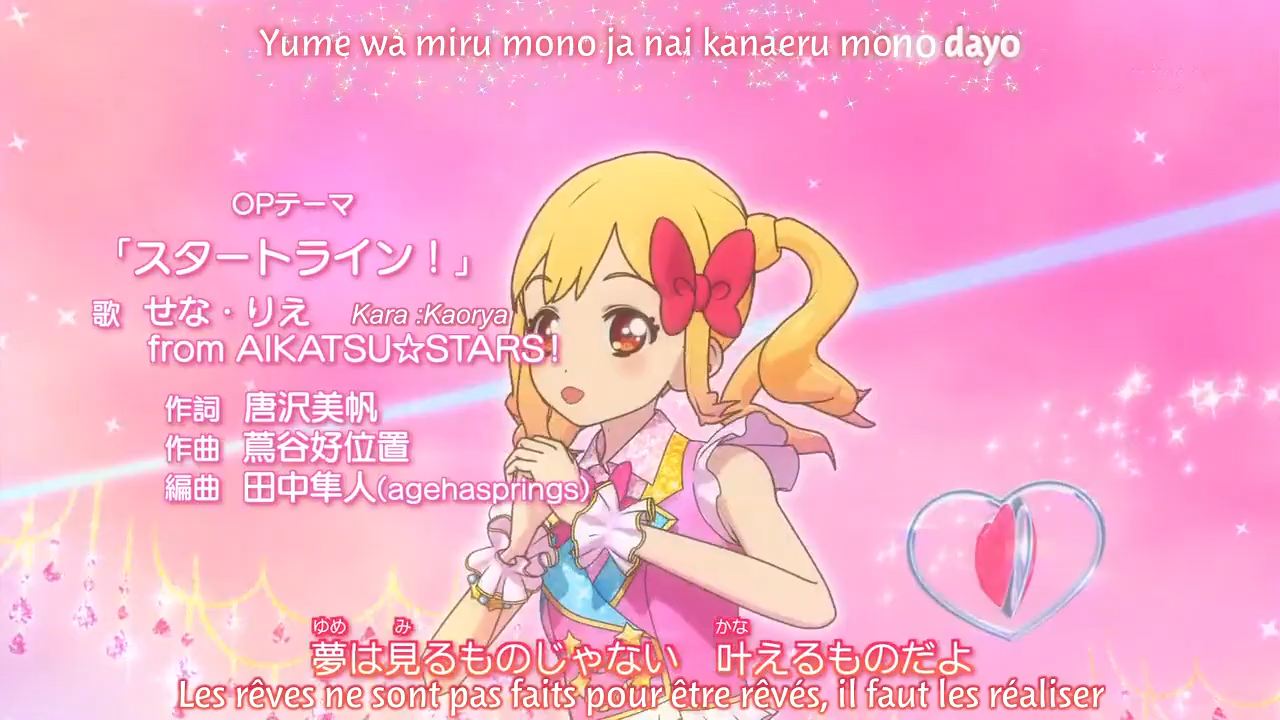 Yume wa miru mono ja nai kanaeru mono dayo
OPテーマ
「スタートライン！」
歌 せな・りえ Kara :Kaorya
from AIKATSU☆STARS！
作詞 唐沢美帆
作曲 蔦谷好位置
編曲 田中隼人(agehasprings)
ゆめ み かな
夢は見るものじゃない 叶えるものだよ
Les rêves ne sont pas faits pour être rêvés, il faut les réaliser